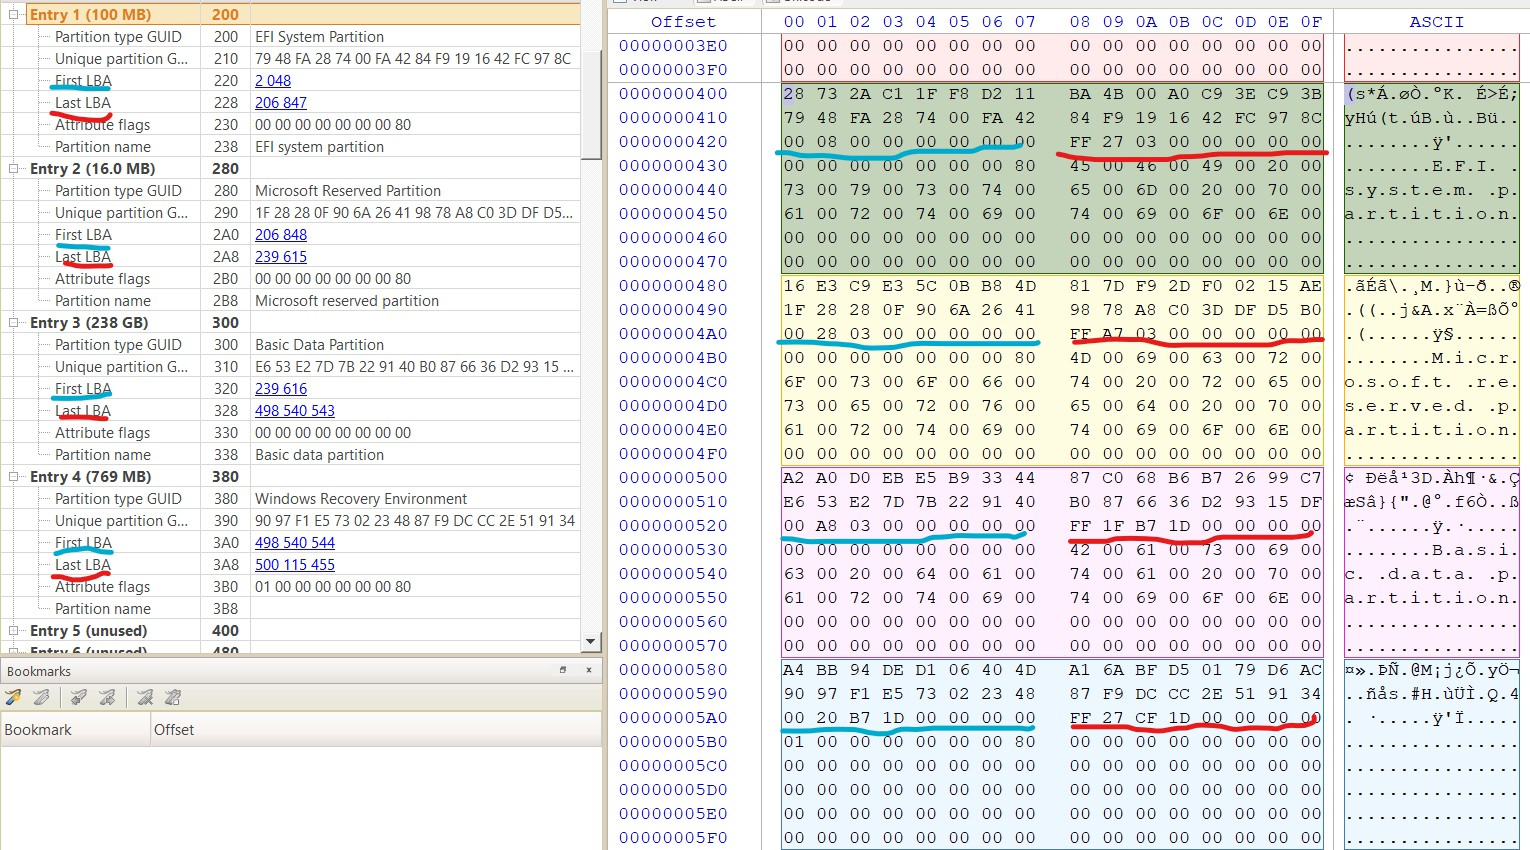 Entry 1 (100 MB) 200
Partition type GUID 200 EFI System Partition
Unique partition G... 210 79 48 FA 28 74 00 FA 42 84 F9 19 16 42 FC 97 8C
First LBA 220 2 048
Last LBA 228 206 847
Attribute flags 230 00 00 00 00 00 00 00 80
Partition name 238 EFI system partition
Entry 2 (16.0 MB) 280
Partition type GUID 280 Microsoft Reserved Partition
Unique partition G... 290 1F 28 28 0F 90 6A 26 41 98 78 A8 C0 3D DF D5...
First LBA 2A0 206 848
Last LBA 2A8 239 615
Attribute flags 2B0 00 00 00 00 00 00 00 80
Partition name 2B8 Microsoft reserved partition
Entry 3 (238 GB) 300
Partition type GUID 300 Basic Data Partition
Unique partition G... 310 E6 53 E2 7D 7B 22 91 40 B0 87 66 36 D2 93 15 ...
First LBA 320 239 616
Last LBA 328 498 540 543
Attribute flags 330 00 00 00 00 00 00 00 00
Partition name 338 Basic data partition
Entry 4 (769 MB) 380
Partition type GUID 380 Windows Recovery Environment
Unique partition G... 390 90 97 F1 E5 73 02 23 48 87 F9 DC CC 2E 51 91 34
First LBA 3A0 498 540 544
Last LBA 3A8 500 115 455
Attribute flags 3B0 01 00 00 00 00 00 00 80
Partition name 3B8
Entry 5 (unused) 400
Entry 6 (unused) 480
Bookmarks
Bookmark Offset
Offset 00 01 02 03 04 05 06 07 08 09 0A 0B 0C 0D 0E 0F ASCII
00000003E0 00 00 00 00 00 00 00 00 00 00 00 00 00 00 00 00 ................
00000003F0 00 00 00 00 00 00 00 00 00 00 00 00 00 00 00 00 ................
0000000400 28 73 2A C1 1F F8 D2 11 BA 4B 00 A0 C9 3E C9 3B (s*Á.øÒ.ºK. É>É;
0000000410 79 48 FA 28 74 00 FA 42 84 F9 19 16 42 FC 97 8C yHú(t.úB.ù..Bü..
0000000420 00 08 00 00 00 00 00 00 FF 27 03 00 00 00 00 00 ........ÿ'......
0000000430 00 00 00 00 00 00 00 80 45 00 46 00 49 00 20 00 ........E.F.I. .
0000000440 73 00 79 00 73 00 74 00 65 00 6D 00 20 00 70 00 s.y.s.t.e.m. .p.
0000000450 61 00 72 00 74 00 69 00 74 00 69 00 6F 00 6E 00 a.r.t.i.t.i.o.n.
0000000460 00 00 00 00 00 00 00 00 00 00 00 00 00 00 00 00 ................
0000000470 00 00 00 00 00 00 00 00 00 00 00 00 00 00 00 00 ................
0000000480 16 E3 C9 E3 5C 0B B8 4D 81 7D F9 2D F0 02 15 AE .ãÉã\.¸M.}ù-ð..®
0000000490 1F 28 28 0F 90 6A 26 41 98 78 A8 C0 3D DF D5 B0 .((..j&A.x¨À=ßÕ°
00000004A0 00 28 03 00 00 00 00 00 FF A7 03 00 00 00 00 00 .(......ÿ§......
00000004B0 00 00 00 00 00 00 00 80 4D 00 69 00 63 00 72 00 ........M.i.c.r.
00000004C0 6F 00 73 00 6F 00 66 00 74 00 20 00 72 00 65 00 o.s.o.f.t. .r.e.
00000004D0 73 00 65 00 72 00 76 00 65 00 64 00 20 00 70 00 s.e.r.v.e.d. .p.
00000004E0 61 00 72 00 74 00 69 00 74 00 69 00 6F 00 6E 00 a.r.t.i.t.i.o.n.
00000004F0 00 00 00 00 00 00 00 00 00 00 00 00 00 00 00 00 ................
0000000500 A2 A0 D0 EB E5 B9 33 44 87 C0 68 B6 B7 26 99 C7 ¢ Ðëå¹3D.Àh¶·&.Ç
0000000510 E6 53 E2 7D 7B 22 91 40 B0 87 66 36 D2 93 15 DF æSâ}{".@°.f6Ò..ß
0000000520 00 A8 03 00 00 00 00 00 FF 1F B7 1D 00 00 00 00 .¨......ÿ.·.....
0000000530 00 00 00 00 00 00 00 00 42 00 61 00 73 00 69 00 ........B.a.s.i.
0000000540 63 00 20 00 64 00 61 00 74 00 61 00 20 00 70 00 c. .d.a.t.a. .p.
0000000550 61 00 72 00 74 00 69 00 74 00 69 00 6F 00 6E 00 a.r.t.i.t.i.o.n.
0000000560 00 00 00 00 00 00 00 00 00 00 00 00 00 00 00 00 ................
0000000570 00 00 00 00 00 00 00 00 00 00 00 00 00 00 00 00 ................
0000000580 A4 BB 94 DE D1 06 40 4D A1 6A BF D5 01 79 D6 AC ¤».ÞÑ.@M¡j¿Õ.yÖ¬
0000000590 90 97 F1 E5 73 02 23 48 87 F9 DC CC 2E 51 91 34 ..ñås.#H.ùÜÌ.Q.4
00000005A0 00 20 B7 1D 00 00 00 00 FF 27 CF 1D 00 00 00 00 . ·.....ÿ'Ï.....
00000005B0 01 00 00 00 00 00 00 80 00 00 00 00 00 00 00 00 ................
00000005C0 00 00 00 00 00 00 00 00 00 00 00 00 00 00 00 00 ................
00000005D0 00 00 00 00 00 00 00 00 00 00 00 00 00 00 00 00 ................
00000005E0 00 00 00 00 00 00 00 00 00 00 00 00 00 00 00 00 ................
00000005F0 00 00 00 00 00 00 00 00 00 00 00 00 00 00 00 00 ................